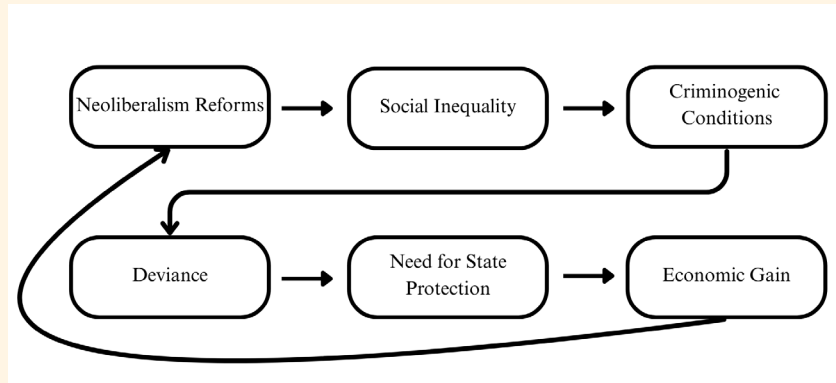 Neoliberalism Reforms
Social Inequality
Criminogenic
Conditions
Deviance
Need for State
Protection
Economic Gain